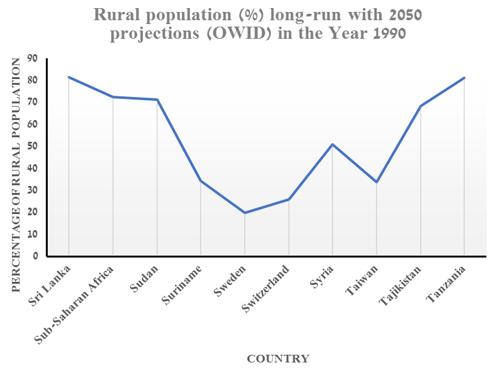 Rural population (%) long-run with 2050
projections (OWID) in the Year 1990
PERCENTAGE OF RURAL POPULATION
90
80
70
60
50
40
30
20
10
0
Sri Lanka
Sub-Saharan Africa
Sudan
Suriname
Sweden
Switzerland
Syria
Taiwan
Tajikistan
Tanzania
COUNTRY